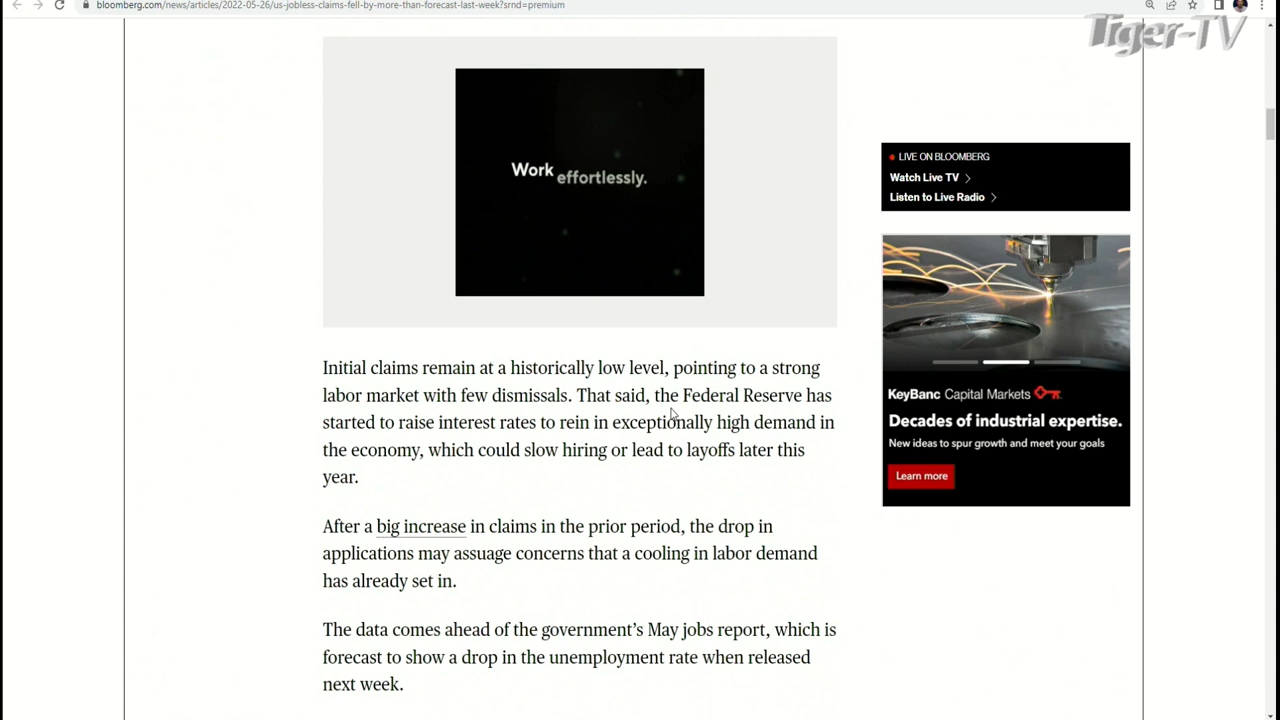 bloomberg.com/news/articles/2022-05-26/us-jobless-claims-fell-by-more-than-forecast-last-week?srnd=premium
Tiger-TV
Work effortlessly.
LIVE ON BLOOMBERG
Watch Live TV
Listen to Live Radio
KeyBanc Capital Markets
Decades of industrial expertise.
New ideas to spur growth and meet your goals
Learn more
Initial claims remain at a historically low level, pointing to a strong
labor market with few dismissals. That said, the Federal Reserve has
started to raise interest rates to rein in exceptionally high demand in
the economy, which could slow hiring or lead to layoffs later this
year.
After a big increase in claims in the prior period, the drop in
applications may assuage concerns that a cooling in labor demand
has already set in.
The data comes ahead of the government’s May jobs report, which is
forecast to show a drop in the unemployment rate when released
next week.